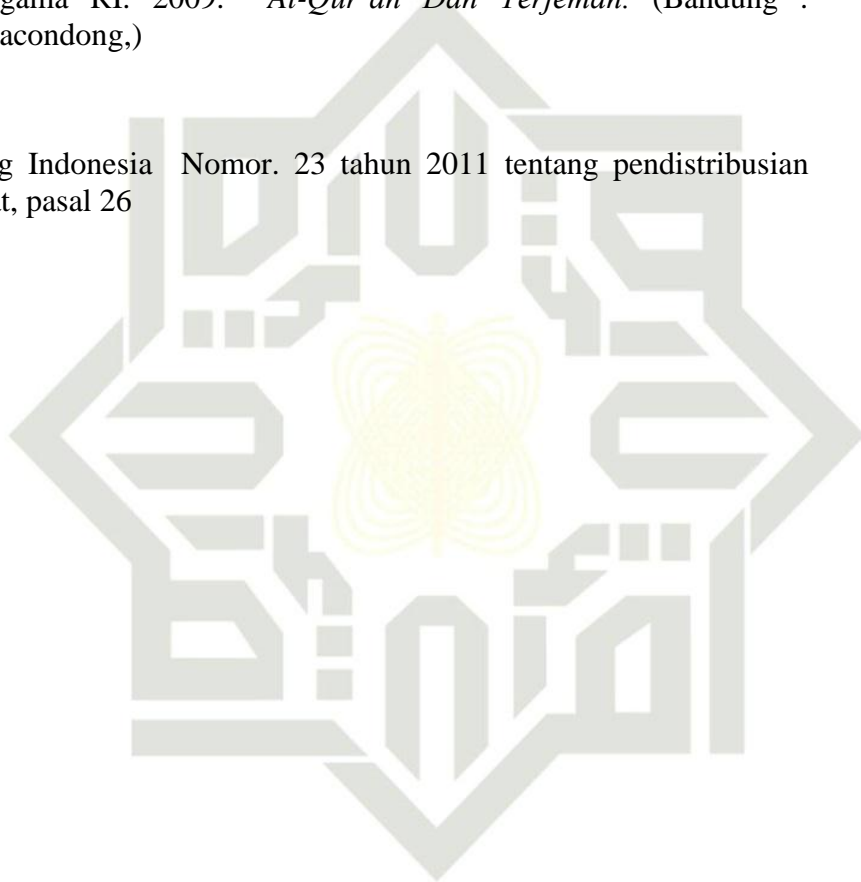 gama RI. 2009. Al-Qur'an Dan Terjemah. (Bandung :
acondong,)
g Indonesia Nomor. 23 tahun 2011 tentang pendistribusian
at, pasal 26